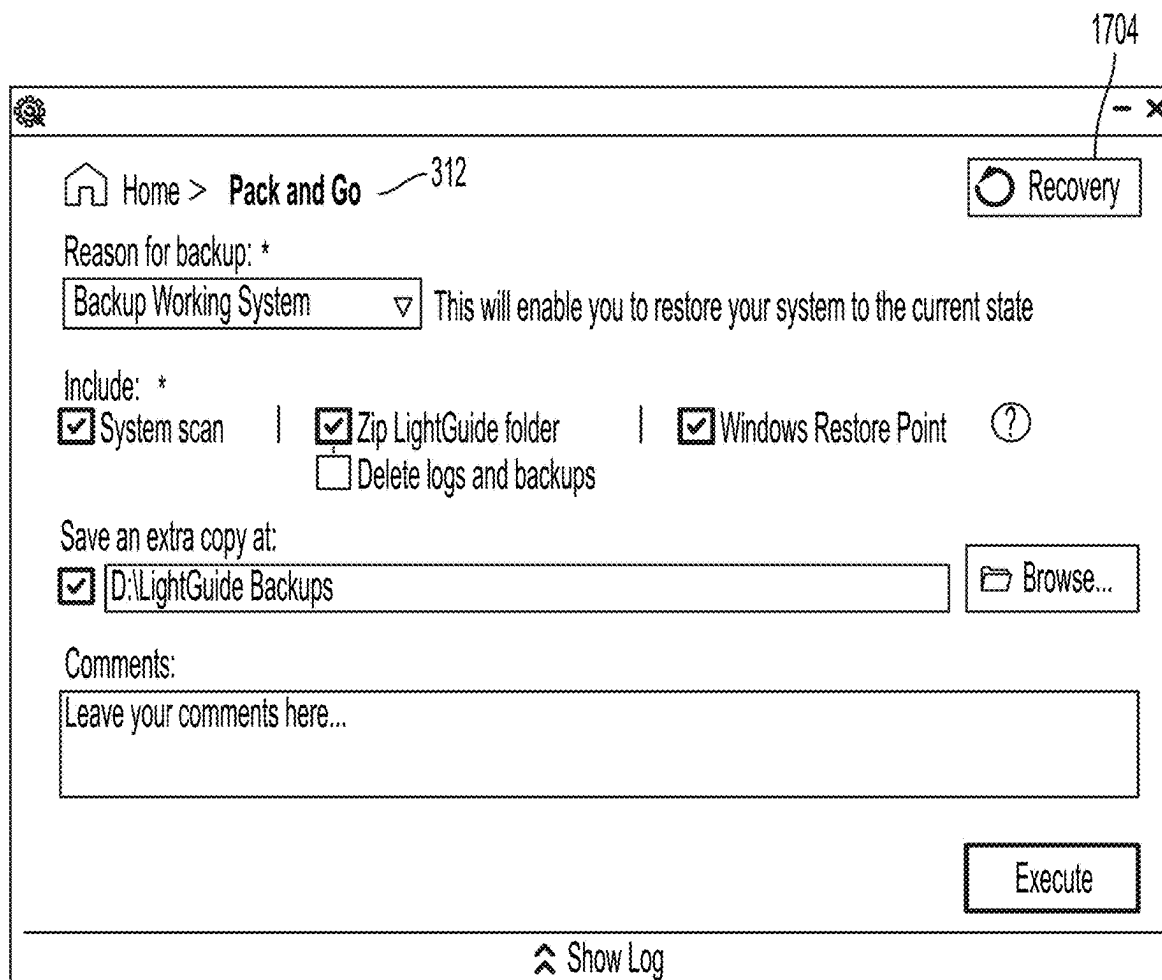 1704
Home > Pack and Go 312 Recovery
Reason for backup: *
Backup Working System This will enable you to restore your system to the current state
Include: *
System scan | Zip LightGuide folder | Windows Restore Point ?
Delete logs and backups
Save an extra copy at:
D:\LightGuide Backups Browse...
Comments:
Leave your comments here...
Execute
Show Log